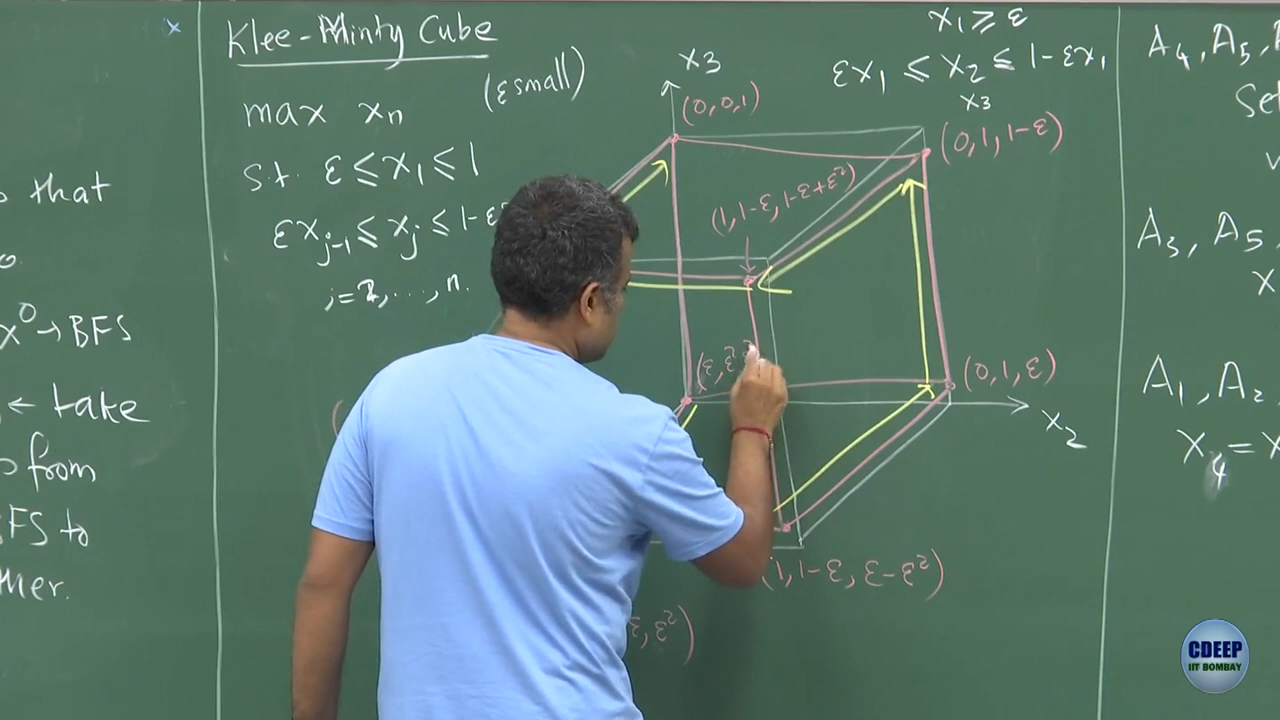 that
x⁰ → BFS
← take
from
BFS to
Klee-Minty Cube
(ε small)
max xₙ
s.t. ε ≤ x₁ ≤ 1
εxⱼ₋₁ ≤ xⱼ ≤ 1-ε
j=2,...,n.
x₁ ≥ ε
εx₁ ≤ x₂ ≤ 1-εx₁
x₃
x₃
(0,0,1)
(0,1,1-ε)
(1,1-ε,1-ε+ε²)
(ε,ε²
(0,1,ε)
x₂
(1,1-ε,ε-ε²)
ε,ε²)
A₄, A₅,
Se
A₃, A₅
x
A₁, A₂
x₄ =
CDEEP
IIT BOMBAY